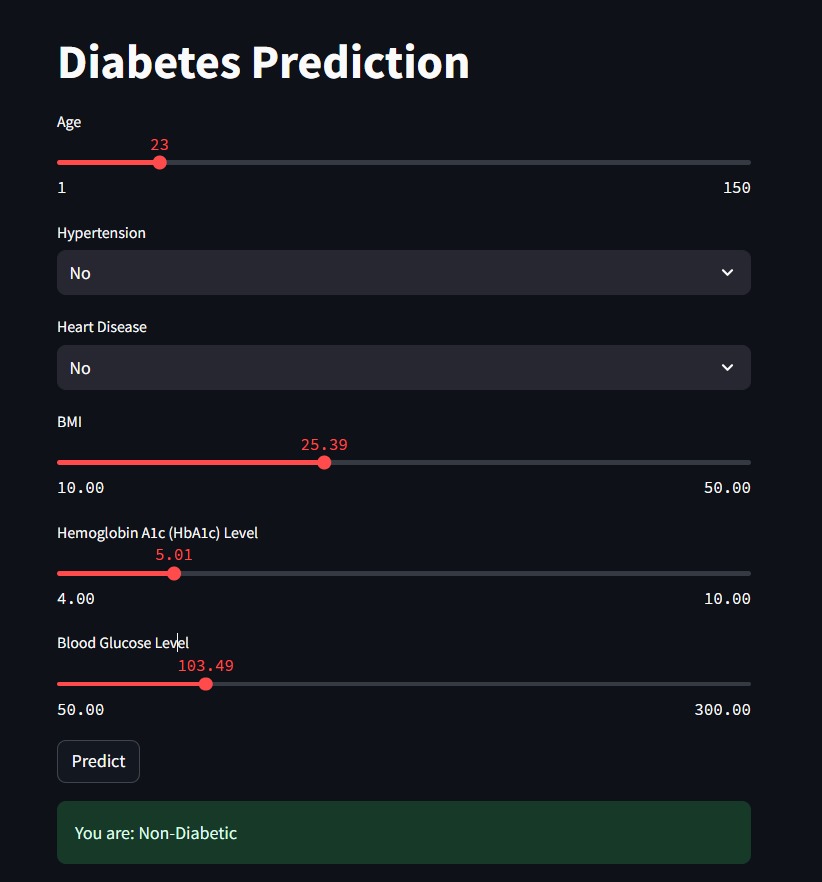 Diabetes Prediction
Age
23
1 150
Hypertension
No
Heart Disease
No
BMI
25.39
10.00 50.00
Hemoglobin A1c (HbA1c) Level
5.01
4.00 10.00
Blood Glucose Level
103.49
50.00 300.00
Predict
You are: Non-Diabetic